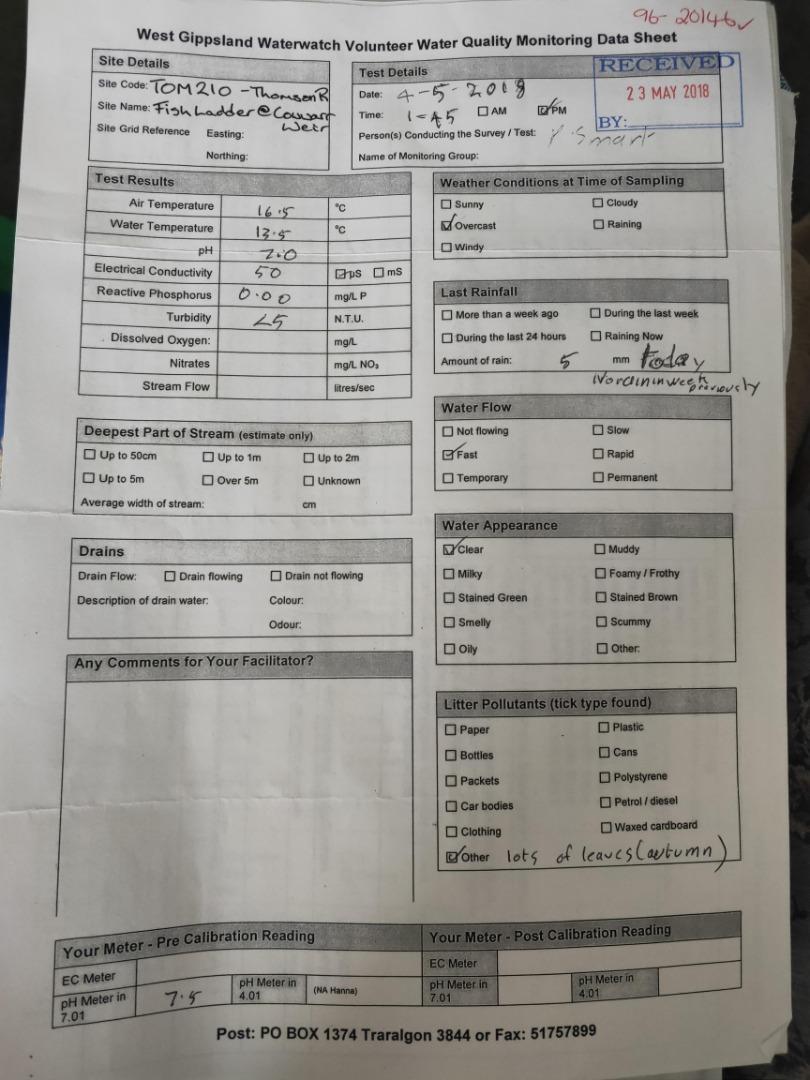 96-20146✓
West Gippsland Waterwatch Volunteer Water Quality Monitoring Data Sheet
Site Details
Site Code: TOM210 - Thomson R
Site Name: Fish Ladder @ Cowwarr
Weir
Site Grid Reference Easting:
Northing:
Test Details
Date: 4-5-2018
Time: 1-45 ☐ AM ☑ PM
Person(s) Conducting the Survey / Test: Y Smark
Name of Monitoring Group:
RECEIVED
23 MAY 2018
BY:
Test Results
Air Temperature 16.5 °C
Water Temperature 13.5 °C
pH 7.0
Electrical Conductivity 50 ☑ µS ☐ mS
Reactive Phosphorus 0.00 mg/L P
Turbidity <5 N.T.U.
Dissolved Oxygen: mg/L
Nitrates mg/L NO₃
Stream Flow litres/sec
Deepest Part of Stream (estimate only)
☐ Up to 50cm ☐ Up to 1m ☐ Up to 2m
☐ Up to 5m ☐ Over 5m ☐ Unknown
Average width of stream: cm
Drains
Drain Flow: ☐ Drain flowing ☐ Drain not flowing
Description of drain water: Colour:
Odour:
Any Comments for Your Facilitator?
Weather Conditions at Time of Sampling
☐ Sunny ☐ Cloudy
☑ Overcast ☐ Raining
☐ Windy
Last Rainfall
☐ More than a week ago ☐ During the last week
☐ During the last 24 hours ☐ Raining Now
Amount of rain: 5 mm today
No rain in week
previously
Water Flow
☐ Not flowing ☐ Slow
☑ Fast ☐ Rapid
☐ Temporary ☐ Permanent
Water Appearance
☑ Clear ☐ Muddy
☐ Milky ☐ Foamy / Frothy
☐ Stained Green ☐ Stained Brown
☐ Smelly ☐ Scummy
☐ Oily ☐ Other:
Litter Pollutants (tick type found)
☐ Paper ☐ Plastic
☐ Bottles ☐ Cans
☐ Packets ☐ Polystyrene
☐ Car bodies ☐ Petrol / diesel
☐ Clothing ☐ Waxed cardboard
☑ Other lots of leaves (autumn)
Your Meter - Pre Calibration Reading
EC Meter
pH Meter in 7.01 7.5 pH Meter in 4.01 (NA Hanna)
Your Meter - Post Calibration Reading
EC Meter
pH Meter in 7.01 pH Meter in 4.01
Post: PO BOX 1374 Traralgon 3844 or Fax: 51757899